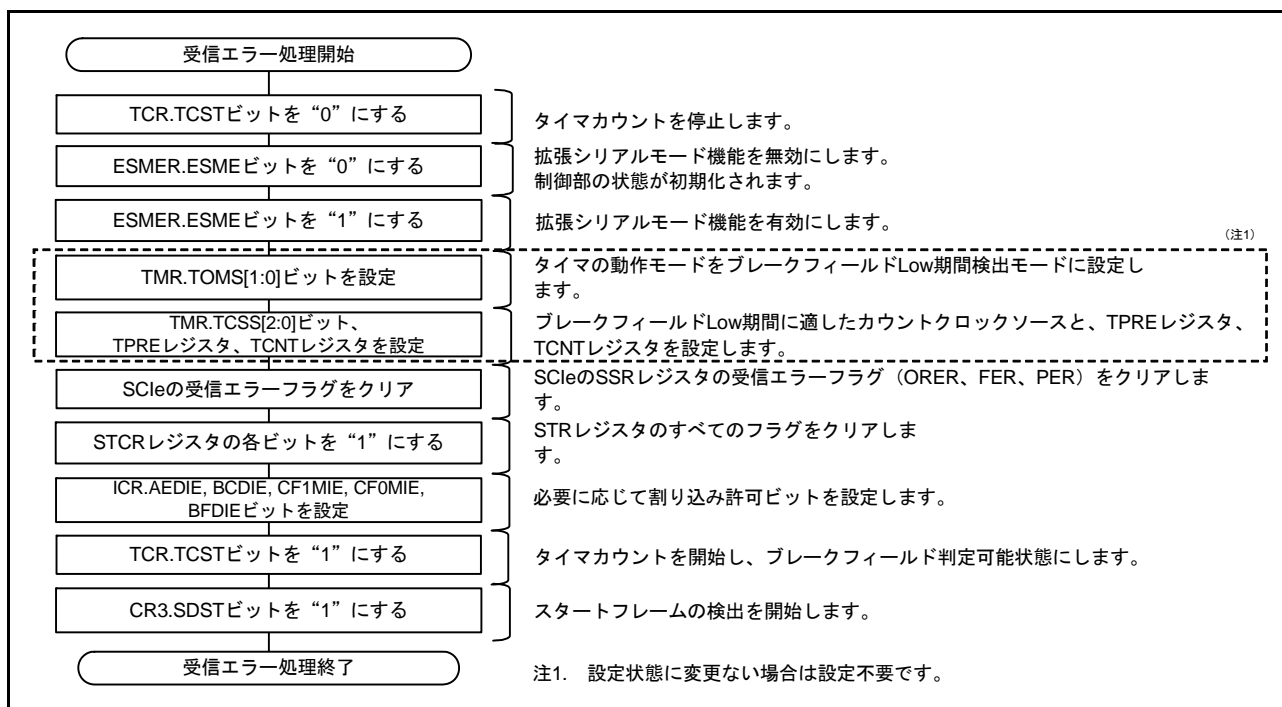 受信エラー処理開始
TCR.TCSTビットを“0”にする
タイマカウントを停止します。
ESMER.ESMEビットを“0”にする
拡張シリアルモード機能を無効にします。
制御部の状態が初期化されます。
ESMER.ESMEビットを“1”にする
拡張シリアルモード機能を有効にします。
(注1)
TMR.TOMS[1:0]ビットを設定
タイマの動作モードをブレークフィールドLow期間検出モードに設定し
ます。
TMR.TCSS[2:0]ビット、
TPREレジスタ、TCNTレジスタを設定
ブレークフィールドLow期間に適したカウントクロックソースと、TPREレジスタ、
TCNTレジスタを設定します。
SCIeの受信エラーフラグをクリア
SCIeのSSRレジスタの受信エラーフラグ（ORER、FER、PER）をクリアしま
す。
STCRレジスタの各ビットを“1”にする
STRレジスタのすべてのフラグをクリアしま
す。
ICR.AEDIE, BCDIE, CF1MIE, CF0MIE,
BFDIEビットを設定
必要に応じて割り込み許可ビットを設定します。
TCR.TCSTビットを“1”にする
タイマカウントを開始し、ブレークフィールド判定可能状態にします。
CR3.SDSTビットを“1”にする
スタートフレームの検出を開始します。
受信エラー処理終了
注1. 設定状態に変更ない場合は設定不要です。